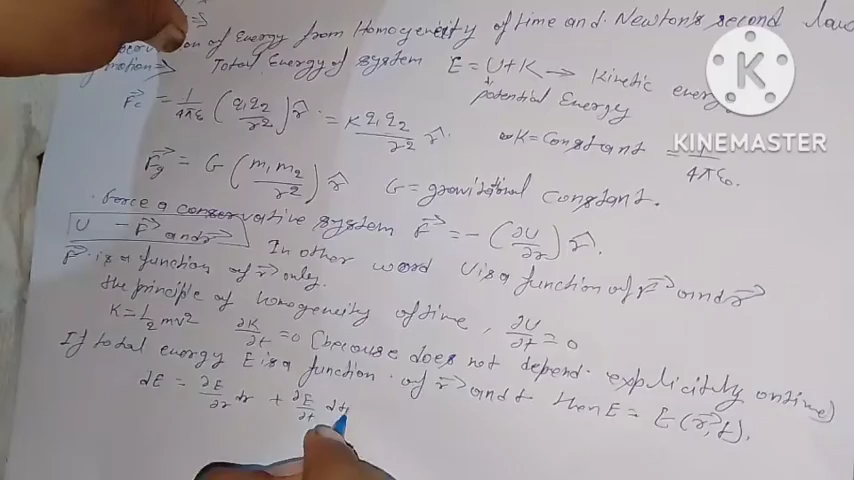 of Energy from Homogeneity of time and Newton's second law
motion ⇒ Total Energy of system E = U + K → Kinetic energy
potential Energy
F⃗c = 1/4πε (q1q2/r²) r̂ = K q1q2/r² r̂ K = Constant = 1/4πε0.
F⃗g = G (m1m2/r²) r̂ G = gravitational constant.
force a conservative system F⃗ = - (∂U/∂r) r̂.
U - F⃗ and r⃗ In other word U is a function of F⃗ and r⃗
F⃗ is a function of r⃗ only.
the principle of homogeneity of time, ∂U/∂t = 0
K = 1/2 mv² ∂K/∂t = 0 (because does not depend explicitely on time)
If total energy E is a function of r⃗ and t then E = E(r⃗,t).
dE = ∂E/∂r dr + ∂E/∂t dt
K
KINEMASTER